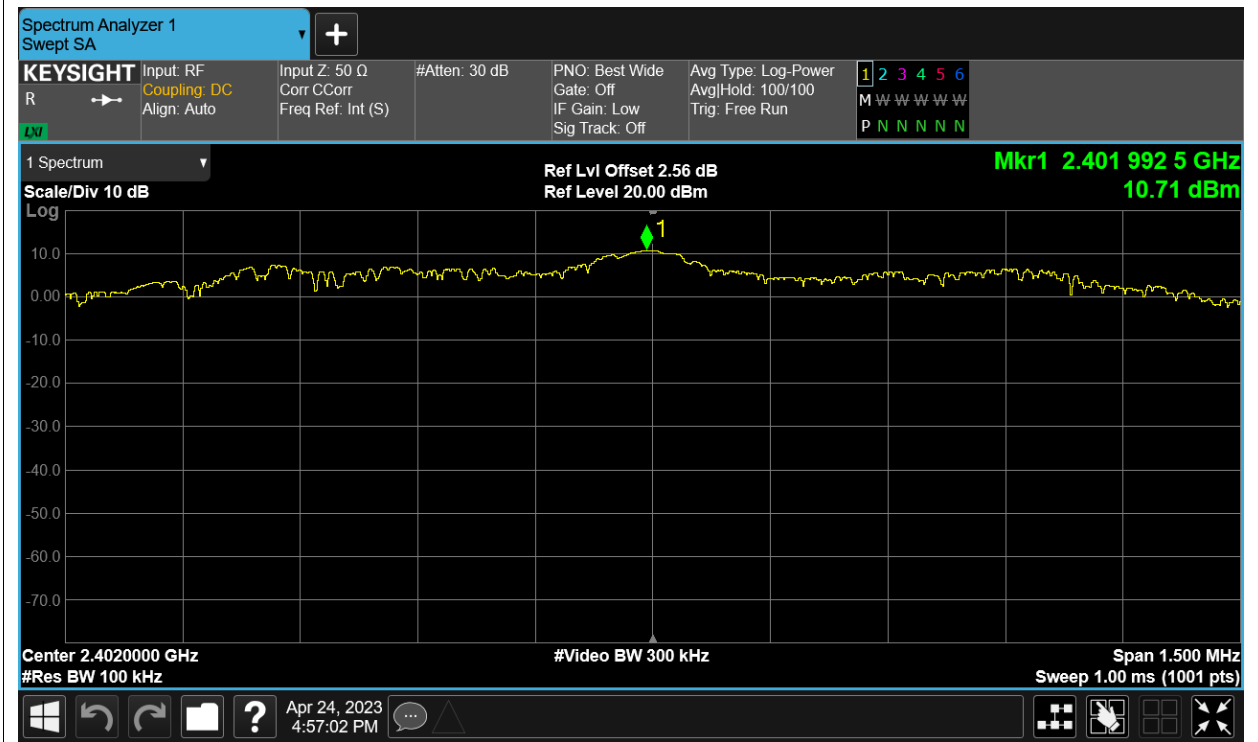 Spectrum Analyzer 1
Swept SA
KEYSIGHT
R
LXI
Input: RF
Coupling: DC
Align: Auto
Input Z: 50 Ω
Corr CCorr
Freq Ref: Int (S)
#Atten: 30 dB
PNO: Best Wide
Gate: Off
IF Gain: Low
Sig Track: Off
Avg Type: Log-Power
Avg|Hold: 100/100
Trig: Free Run
1 2 3 4 5 6
M W W W W W
P N N N N N
1 Spectrum
Scale/Div 10 dB
Log
Ref Lvl Offset 2.56 dB
Ref Level 20.00 dBm
Mkr1 2.401 992 5 GHz
10.71 dBm
1
10.0
0.00
-10.0
-20.0
-30.0
-40.0
-50.0
-60.0
-70.0
Center 2.4020000 GHz
#Res BW 100 kHz
#Video BW 300 kHz
Span 1.500 MHz
Sweep 1.00 ms (1001 pts)
?
Apr 24, 2023
4:57:02 PM